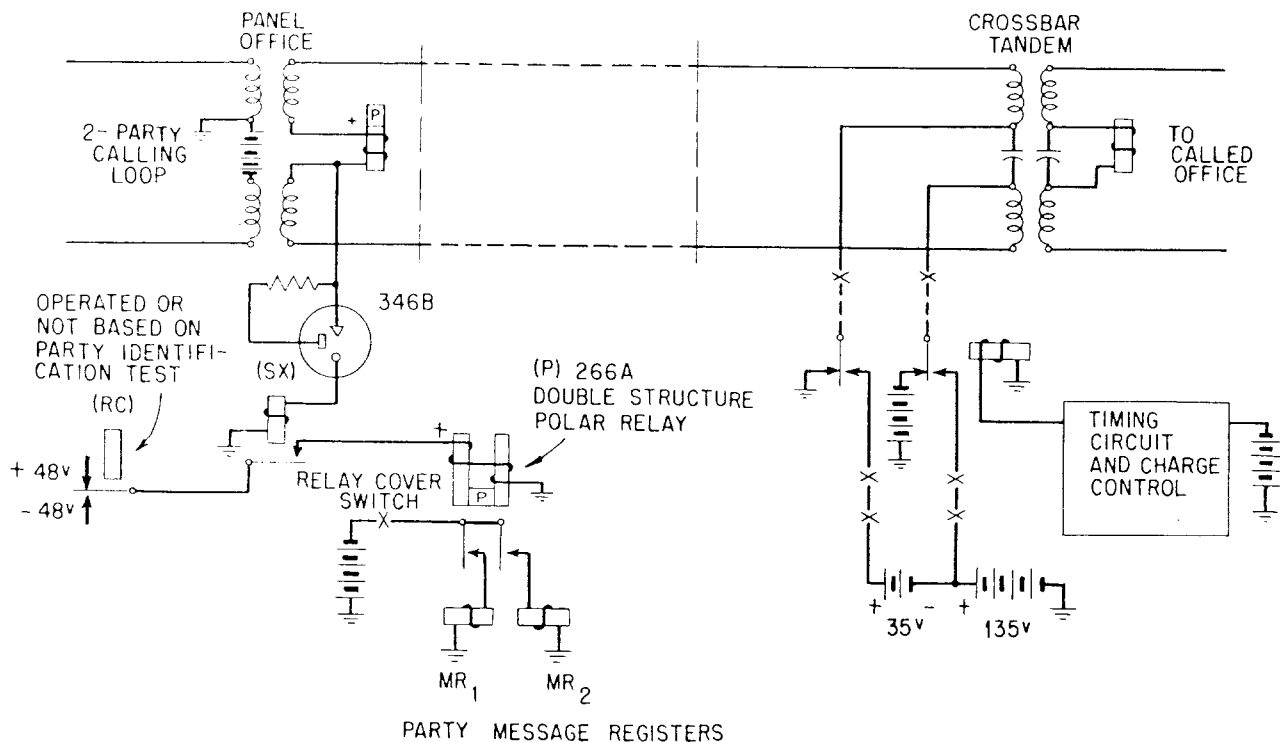 PANEL
OFFICE
CROSSBAR
TANDEM
P
+
2-PARTY
CALLING
LOOP
TO
CALLED
OFFICE
346B
OPERATED OR
NOT BASED ON
PARTY IDENTIFI-
CATION TEST
(SX)
(RC)
(P) 266A
DOUBLE STRUCTURE
POLAR RELAY
+
+ 48V
- 48V
RELAY COVER
SWITCH
P
TIMING
CIRCUIT
AND CHARGE
CONTROL
+ - +
35V 135V
MR1 MR2
PARTY MESSAGE REGISTERS